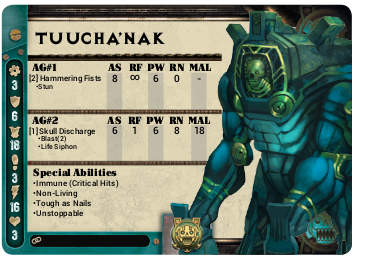 TUUCHA'NAK
AG#1 AS RF PW RN MAL
[2] Hammering Fists 8 ∞ 6 0 -
•Stun
AG#2 AS RF PW RN MAL
[1] Skull Discharge 6 1 6 8 18
•Blast(2)
•Life Siphon
Special Abilities
•Immune (Critical Hits)
•Non-Living
•Tough as Nails
•Unstoppable
3
6
18
3
16
3